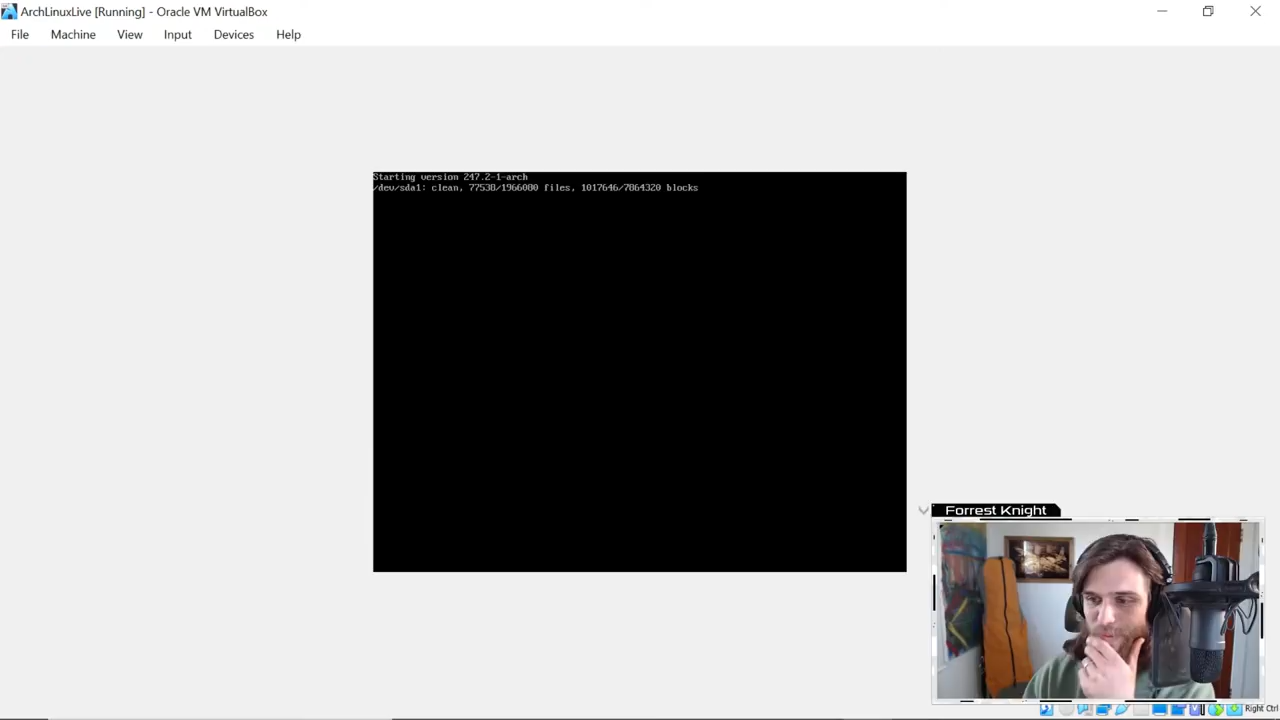 ArchLinuxLive [Running] - Oracle VM VirtualBox
File Machine View Input Devices Help
Starting version 247.2-1-arch
/dev/sda1: clean, 77538/1966080 files, 1017646/7864320 blocks
Forrest Knight
Right Ctrl